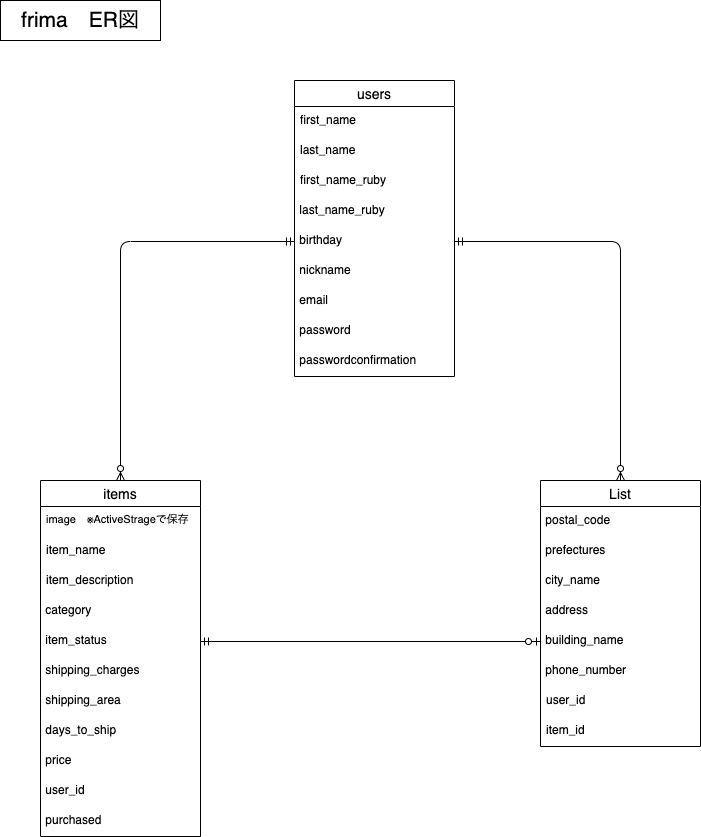 frima　ER図
users
first_name
last_name
first_name_ruby
last_name_ruby
birthday
nickname
email
password
passwordconfirmation
items
image　※ActiveStrageで保存
item_name
item_description
category
item_status
shipping_charges
shipping_area
days_to_ship
price
user_id
purchased
List
postal_code
prefectures
city_name
address
building_name
phone_number
user_id
item_id